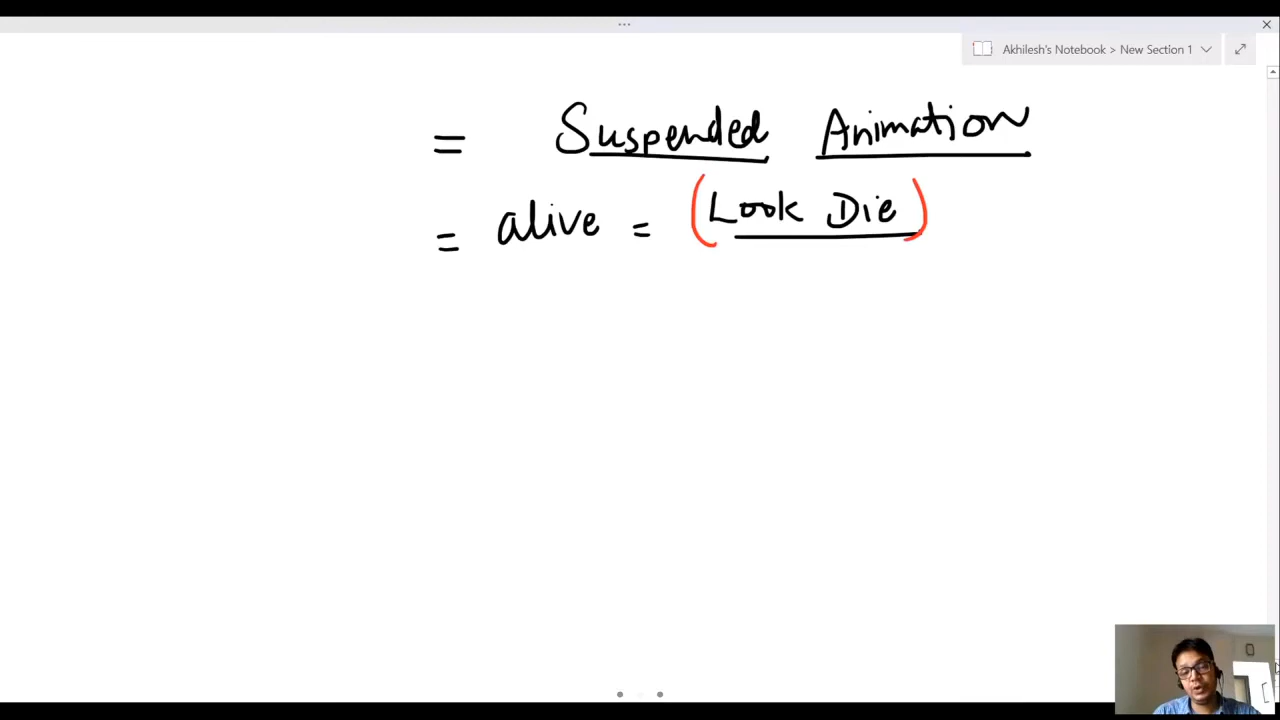 Akhilesh's Notebook > New Section 1
= Suspended Animation
= alive = (Look Die)